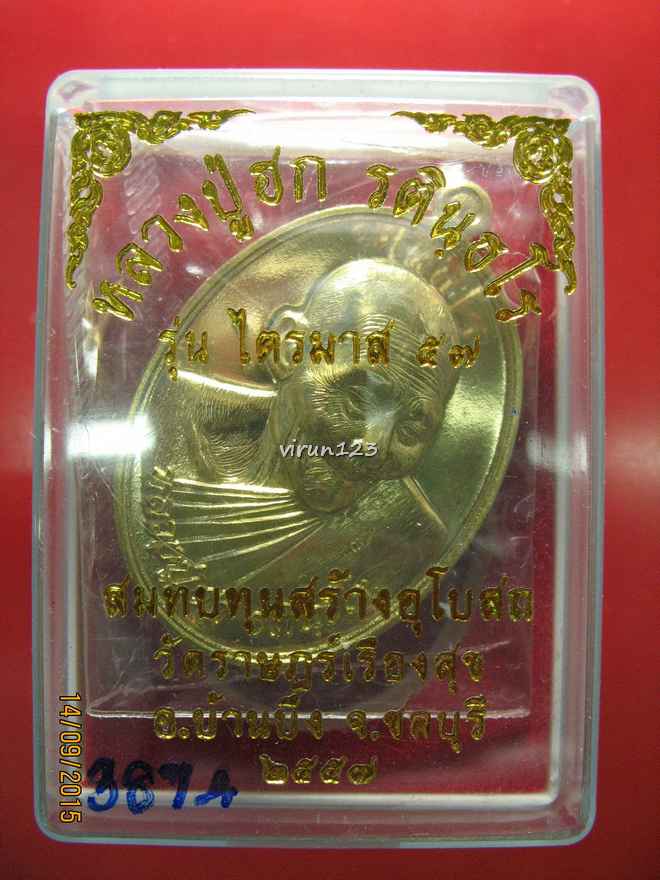 หลวงปู่ฮก รตินฺธโร
รุ่น ไตรมาส ๕๗
virun123
สมทบทุนสร้างอุโบสถ
วัดราษฎร์เรืองสุข
อ.บ้านบึง จ.ชลบุรี
๒๕๕๗
3874
14/09/2015